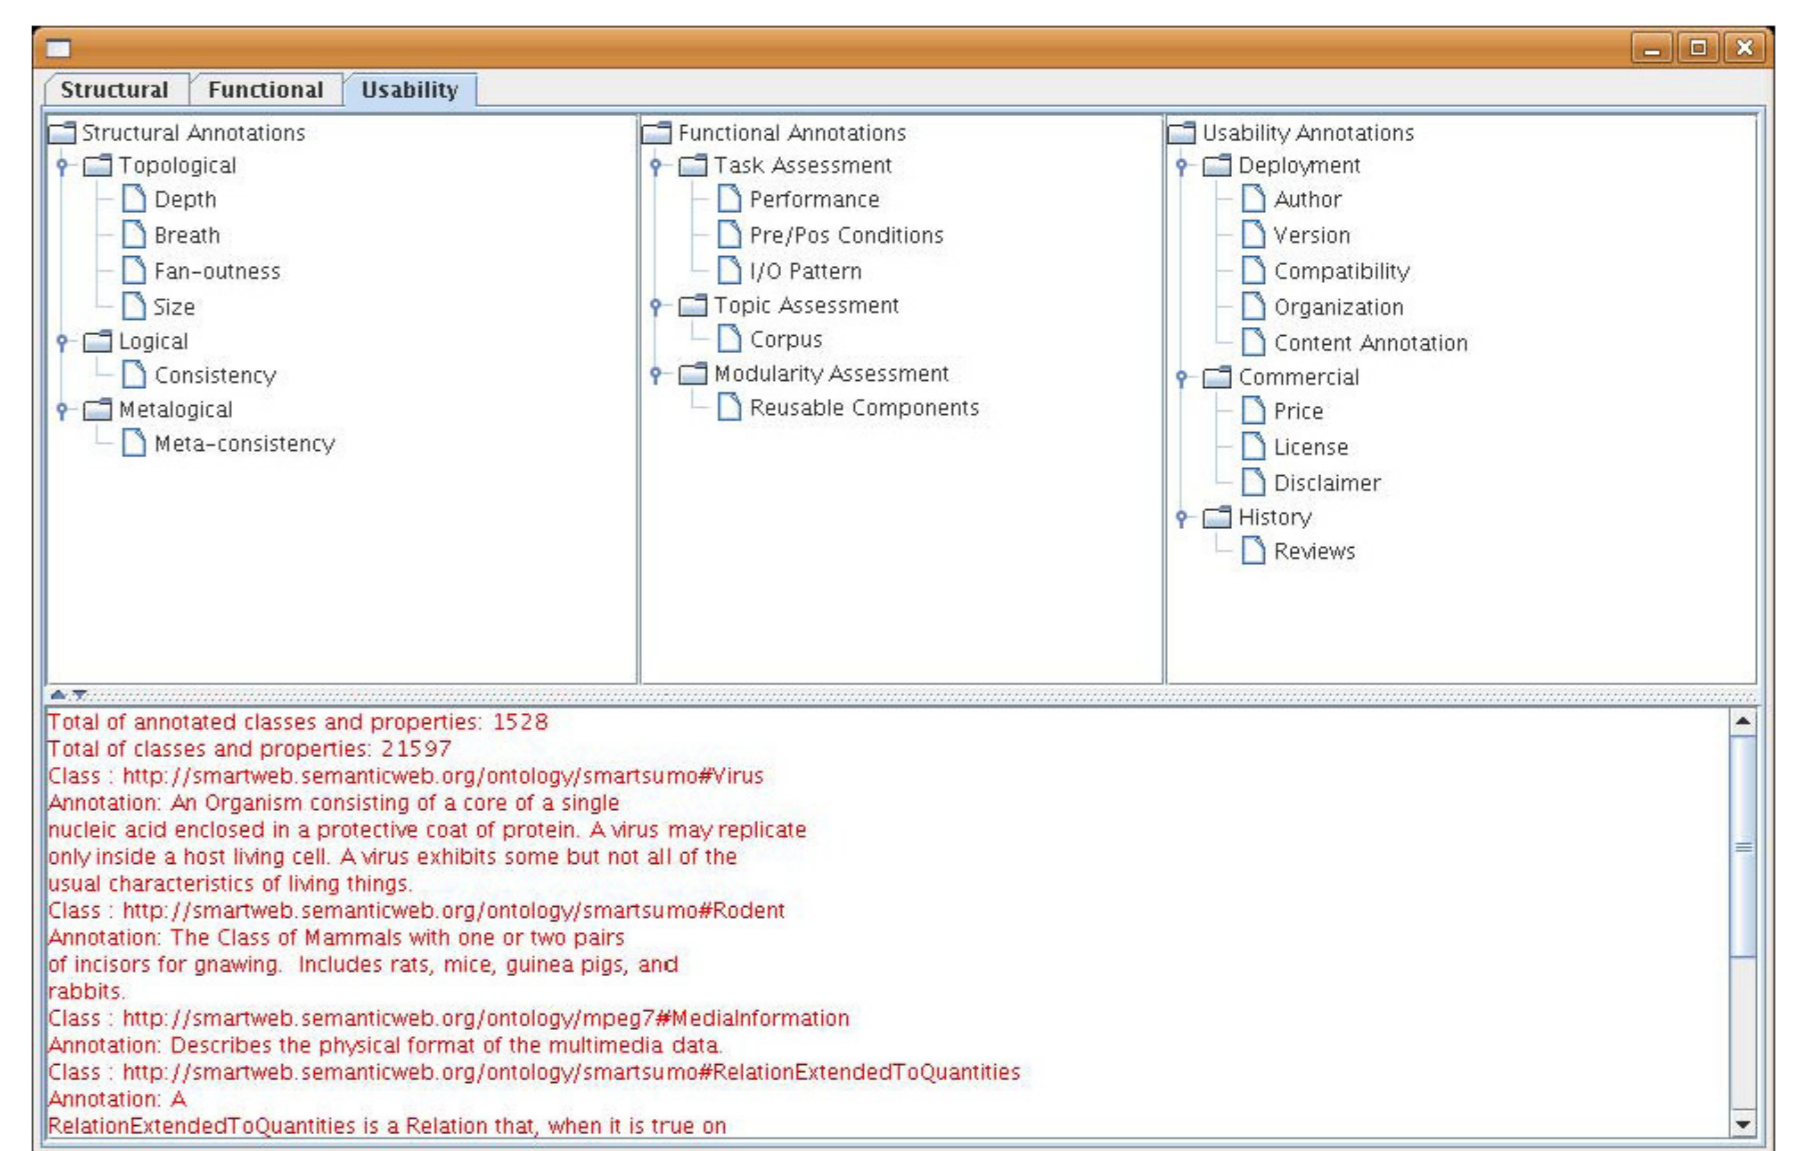 Structural Functional Usability
Structural Annotations
Topological
Depth
Breath
Fan-outness
Size
Logical
Consistency
Metalogical
Meta-consistency
Functional Annotations
Task Assessment
Performance
Pre/Pos Conditions
I/O Pattern
Topic Assessment
Corpus
Modularity Assessment
Reusable Components
Usability Annotations
Deployment
Author
Version
Compatibility
Organization
Content Annotation
Commercial
Price
License
Disclaimer
History
Reviews
Total of annotated classes and properties: 1528
Total of classes and properties: 21597
Class : http://smartweb.semanticweb.org/ontology/smartsumo#Virus
Annotation: An Organism consisting of a core of a single
nucleic acid enclosed in a protective coat of protein. A virus may replicate
only inside a host living cell. A virus exhibits some but not all of the
usual characteristics of living things.
Class : http://smartweb.semanticweb.org/ontology/smartsumo#Rodent
Annotation: The Class of Mammals with one or two pairs
of incisors for gnawing. Includes rats, mice, guinea pigs, and
rabbits.
Class : http://smartweb.semanticweb.org/ontology/mpeg7#MediaInformation
Annotation: Describes the physical format of the multimedia data.
Class : http://smartweb.semanticweb.org/ontology/smartsumo#RelationExtendedToQuantities
Annotation: A
RelationExtendedToQuantities is a Relation that, when it is true on